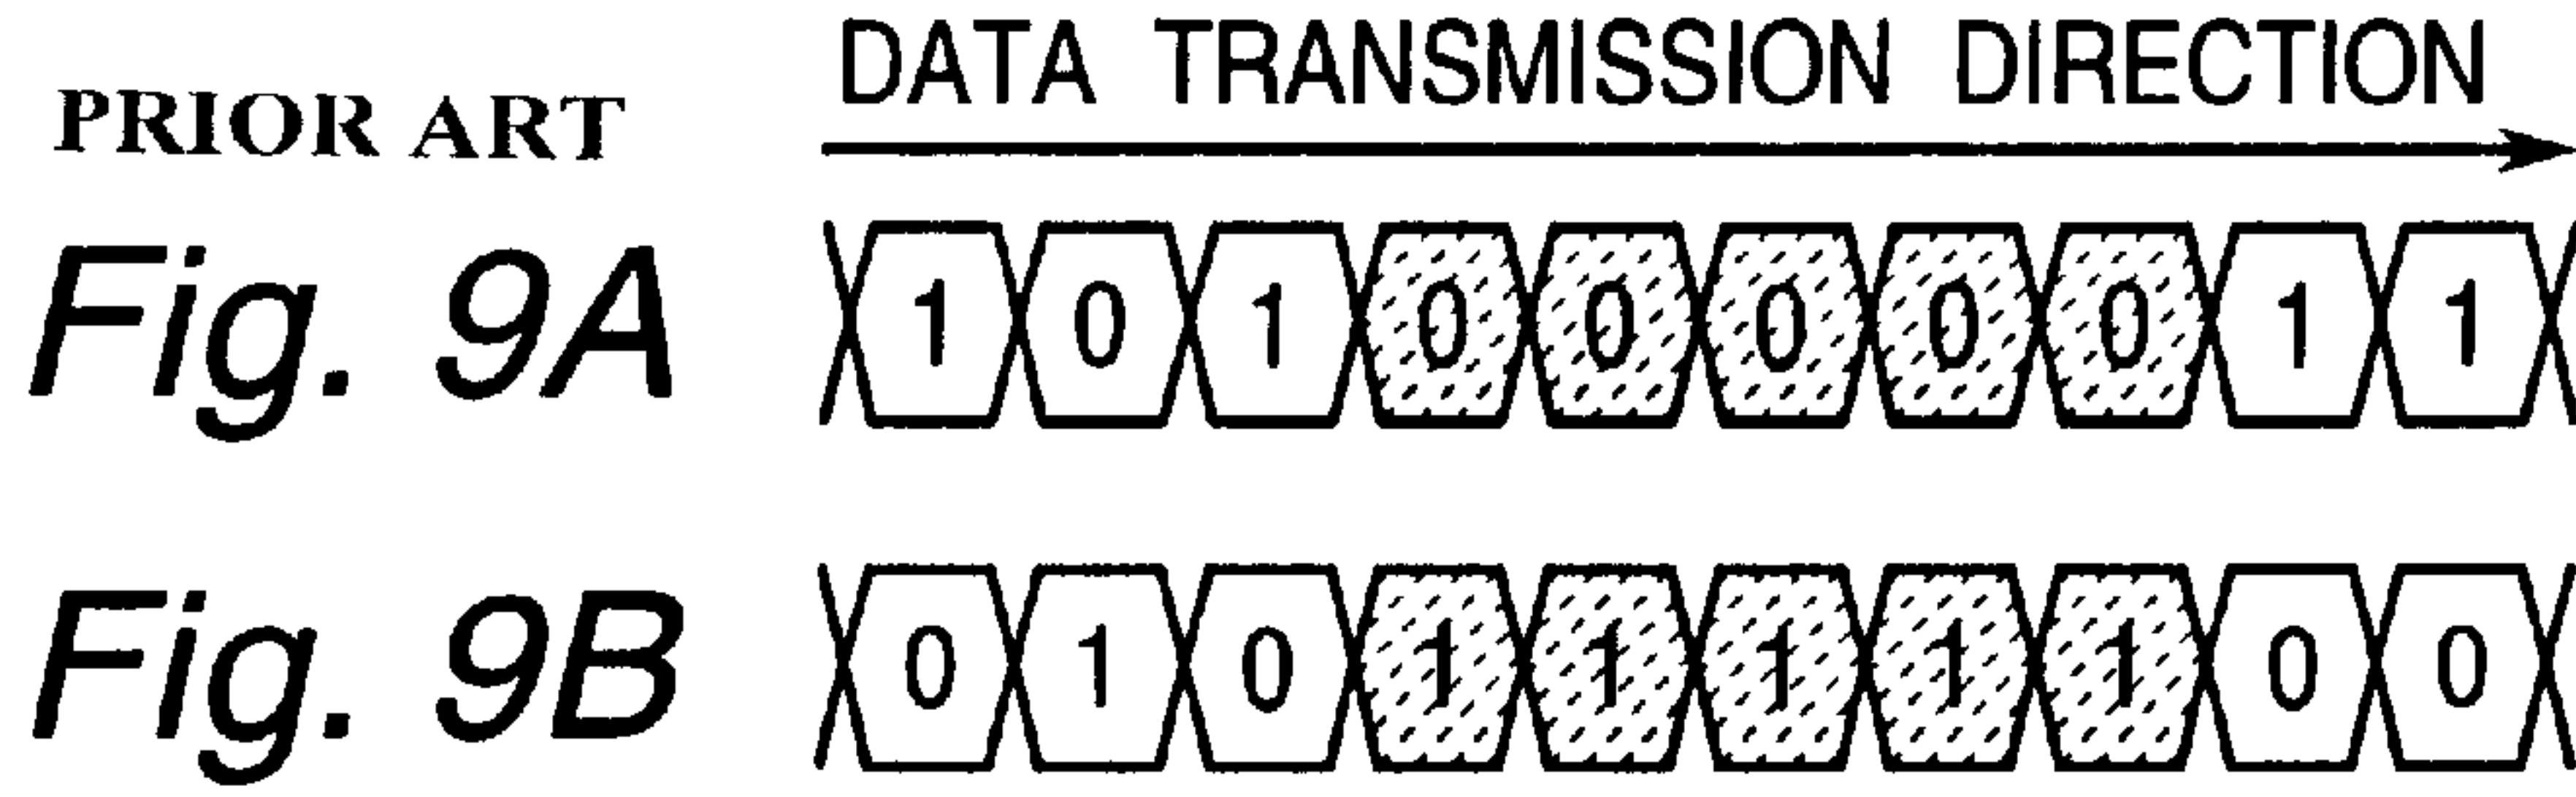 PRIOR ART
DATA TRANSMISSION DIRECTION
Fig. 9A 1 0 1 0 0 0 0 0 1 1
Fig. 9B 0 1 0 1 1 1 1 1 0 0